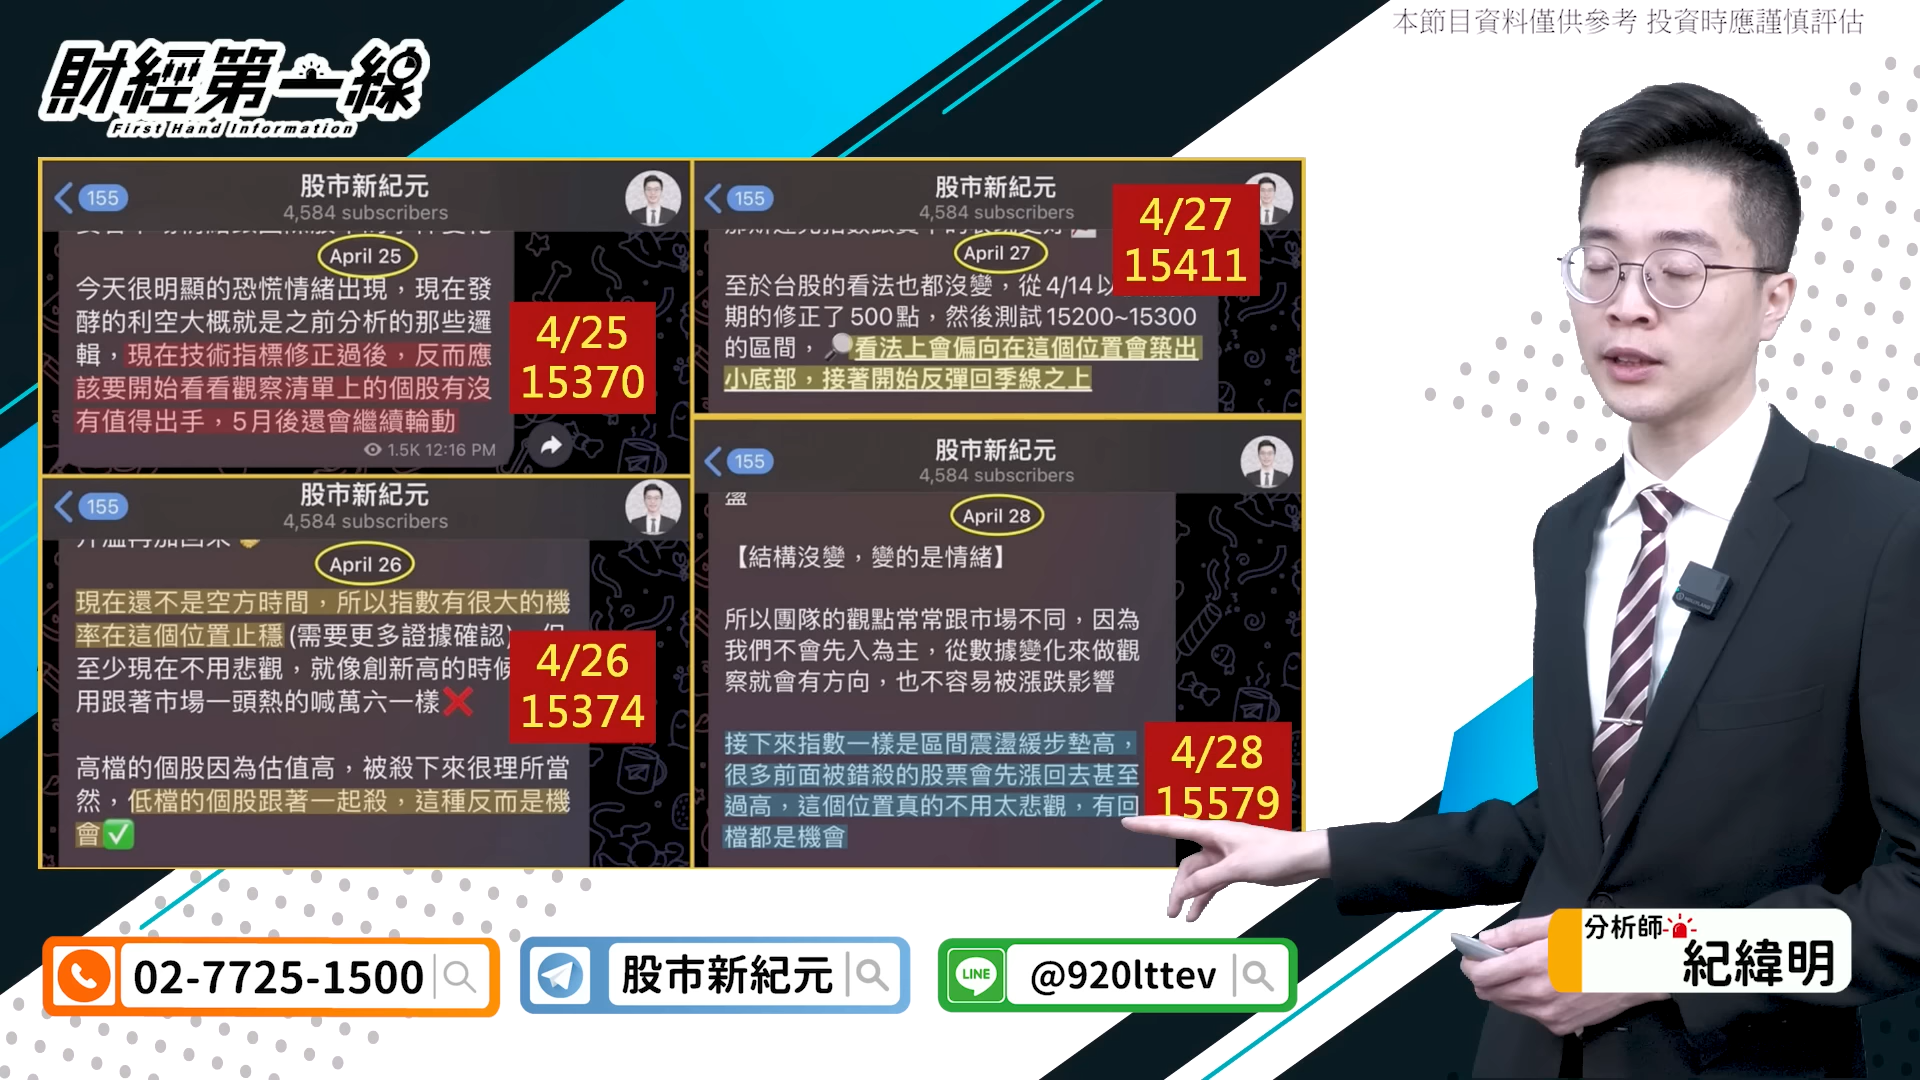 本節目資料僅供參考 投資時應謹慎評估
財經第一線
First Hand Information
155
股市新紀元
4,584 subscribers
April 25
今天很明顯的恐慌情緒出現，現在發
酵的利空大概就是之前分析的那些邏
輯，現在技術指標修正過後，反而應
該要開始看看觀察清單上的個股有沒
有值得出手，5月後還會繼續輪動
1.5K 12:16 PM
4/25
15370
155
股市新紀元
4,584 subscribers
April 26
現在還不是空方時間，所以指數有很大的機
率在這個位置止穩(需要更多證據確認)
至少現在不用悲觀，就像創新高的時候
用跟著市場一頭熱的喊萬六一樣❌
高檔的個股因為估值高，被殺下來很理所當
然，低檔的個股跟著一起殺，這種反而是機
會✅
4/26
15374
155
股市新紀元
4,584 subscribers
April 27
至於台股的看法也都沒變，從4/14以
期的修正了500點，然後測試15200~15300
的區間，🔎看法上會偏向在這個位置會築出
小底部，接著開始反彈回季線之上
4/27
15411
155
股市新紀元
4,584 subscribers
盪
April 28
【結構沒變，變的是情緒】
所以團隊的觀點常常跟市場不同，因為
我們不會先入為主，從數據變化來做觀
察就會有方向，也不容易被漲跌影響
接下來指數一樣是區間震盪緩步墊高，
很多前面被錯殺的股票會先漲回去甚至
過高，這個位置真的不用太悲觀，有回
檔都是機會
4/28
15579
02-7725-1500
股市新紀元
LINE
@920lttev
分析師
紀緯明